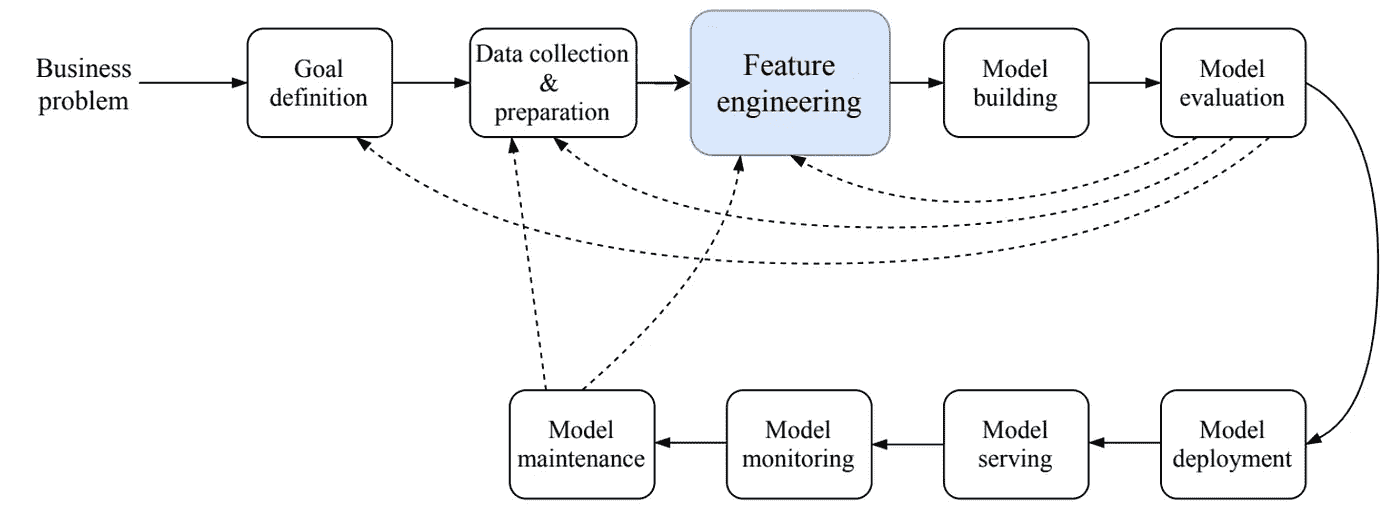 Business
problem
Goal
definition
Data collection
&
preparation
Feature
engineering
Model
building
Model
evaluation
Model
maintenance
Model
monitoring
Model
serving
Model
deployment